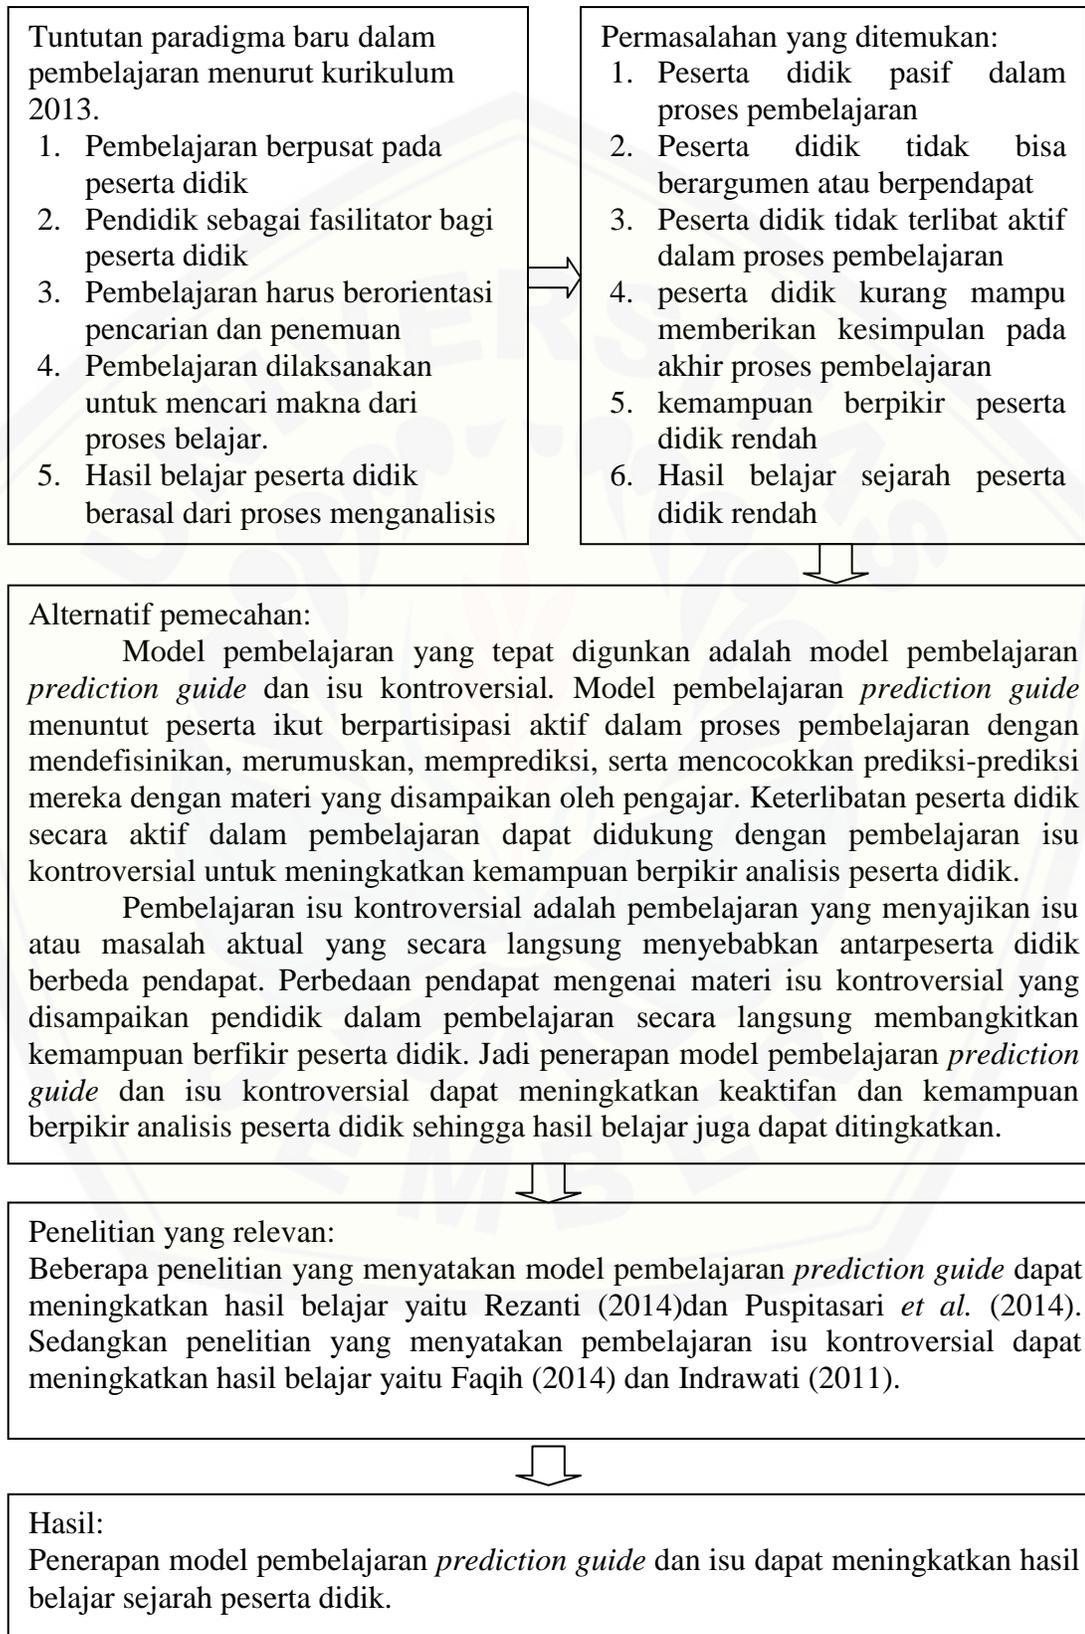 Tuntutan paradigma baru dalam
pembelajaran menurut kurikulum
2013.
1. Pembelajaran berpusat pada
peserta didik
2. Pendidik sebagai fasilitator bagi
peserta didik
3. Pembelajaran harus berorientasi
pencarian dan penemuan
4. Pembelajaran dilaksanakan
untuk mencari makna dari
proses belajar.
5. Hasil belajar peserta didik
berasal dari proses menganalisis
Permasalahan yang ditemukan:
1. Peserta didik pasif dalam
proses pembelajaran
2. Peserta didik tidak bisa
berargumen atau berpendapat
3. Peserta didik tidak terlibat aktif
dalam proses pembelajaran
4. peserta didik kurang mampu
memberikan kesimpulan pada
akhir proses pembelajaran
5. kemampuan berpikir peserta
didik rendah
6. Hasil belajar sejarah peserta
didik rendah
Alternatif pemecahan:
Model pembelajaran yang tepat digunkan adalah model pembelajaran
prediction guide dan isu kontroversial. Model pembelajaran prediction guide
menuntut peserta ikut berpartisipasi aktif dalam proses pembelajaran dengan
mendefisinikan, merumuskan, memprediksi, serta mencocokkan prediksi-prediksi
mereka dengan materi yang disampaikan oleh pengajar. Keterlibatan peserta didik
secara aktif dalam pembelajaran dapat didukung dengan pembelajaran isu
kontroversial untuk meningkatkan kemampuan berpikir analisis peserta didik.
Pembelajaran isu kontroversial adalah pembelajaran yang menyajikan isu
atau masalah aktual yang secara langsung menyebabkan antarpeserta didik
berbeda pendapat. Perbedaan pendapat mengenai materi isu kontroversial yang
disampaikan pendidik dalam pembelajaran secara langsung membangkitkan
kemampuan berfikir peserta didik. Jadi penerapan model pembelajaran prediction
guide dan isu kontroversial dapat meningkatkan keaktifan dan kemampuan
berpikir analisis peserta didik sehingga hasil belajar juga dapat ditingkatkan.
Penelitian yang relevan:
Beberapa penelitian yang menyatakan model pembelajaran prediction guide dapat
meningkatkan hasil belajar yaitu Rezanti (2014)dan Puspitasari et al. (2014).
Sedangkan penelitian yang menyatakan pembelajaran isu kontroversial dapat
meningkatkan hasil belajar yaitu Faqih (2014) dan Indrawati (2011).
Hasil:
Penerapan model pembelajaran prediction guide dan isu dapat meningkatkan hasil
belajar sejarah peserta didik.
UNIVERSITAS
JEMBER